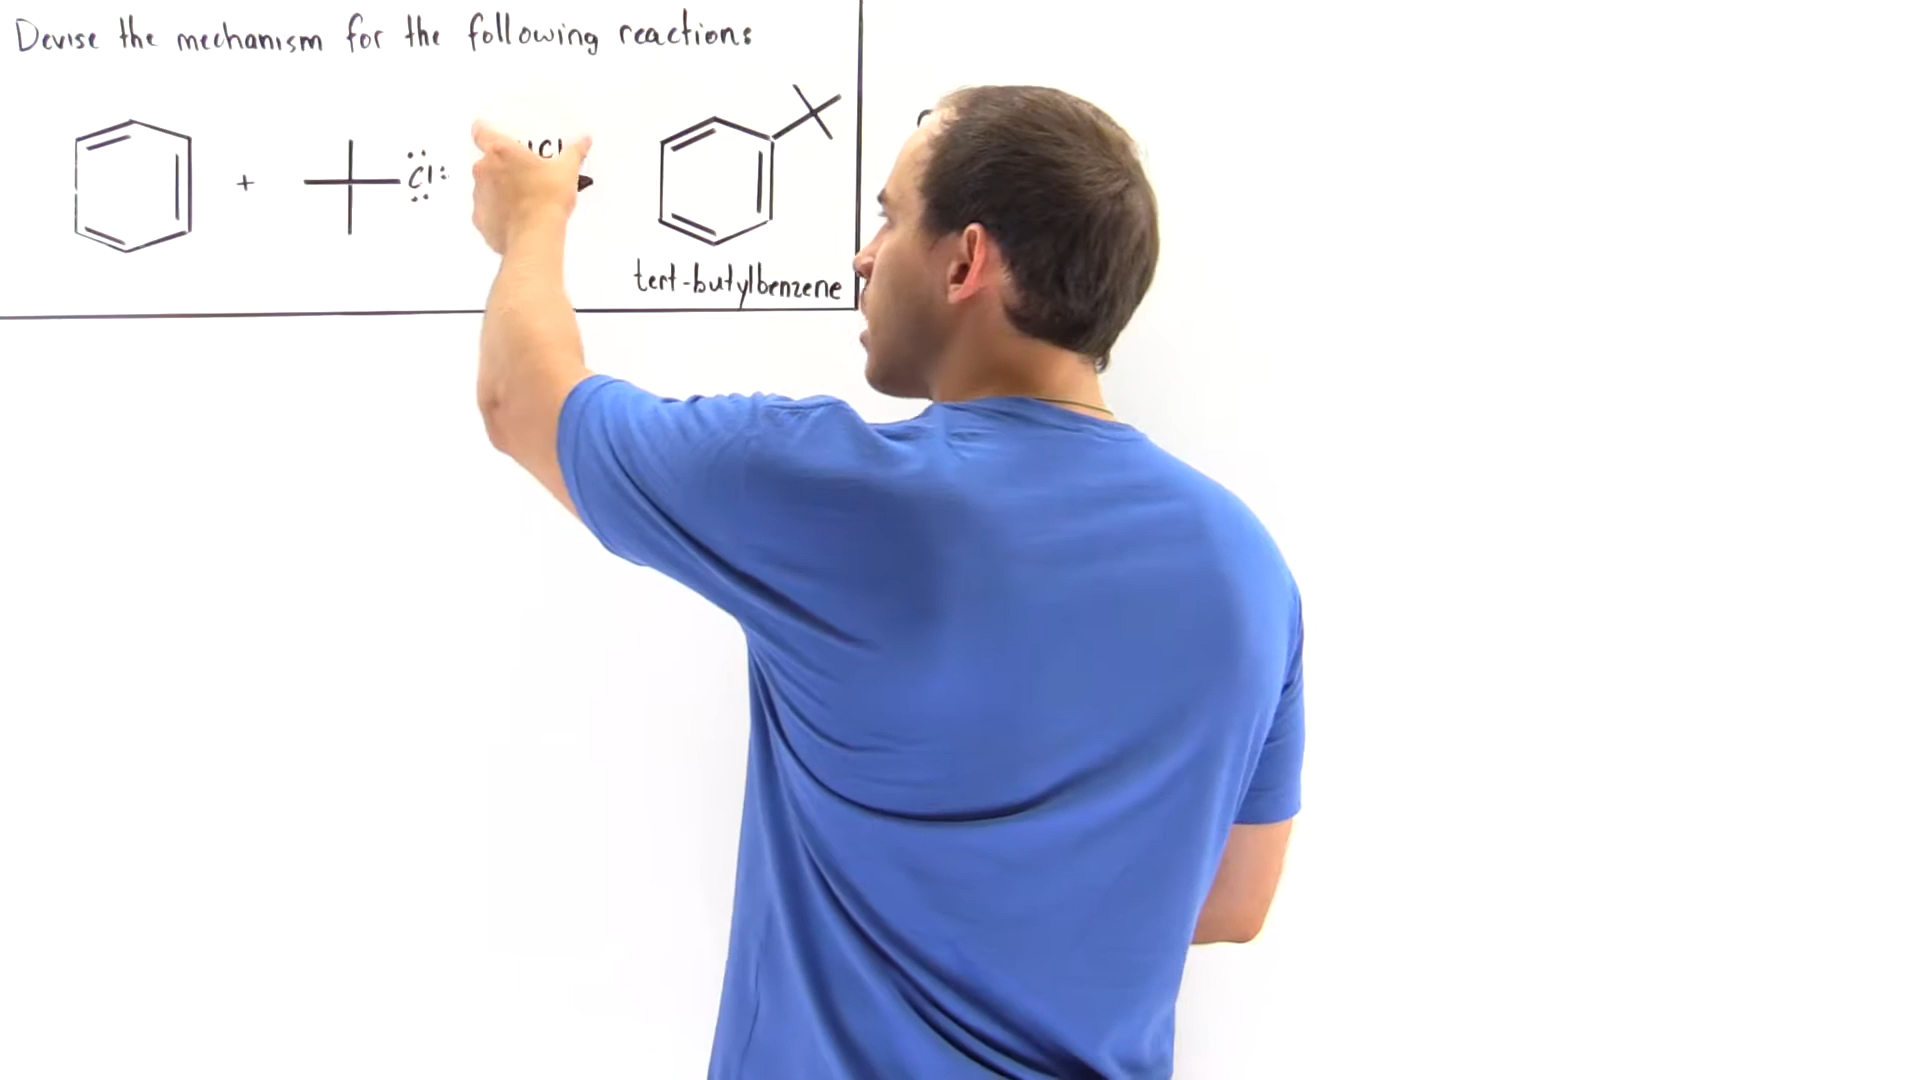 Devise the mechanism for the following reactions
+ Cl
tert-butylbenzene